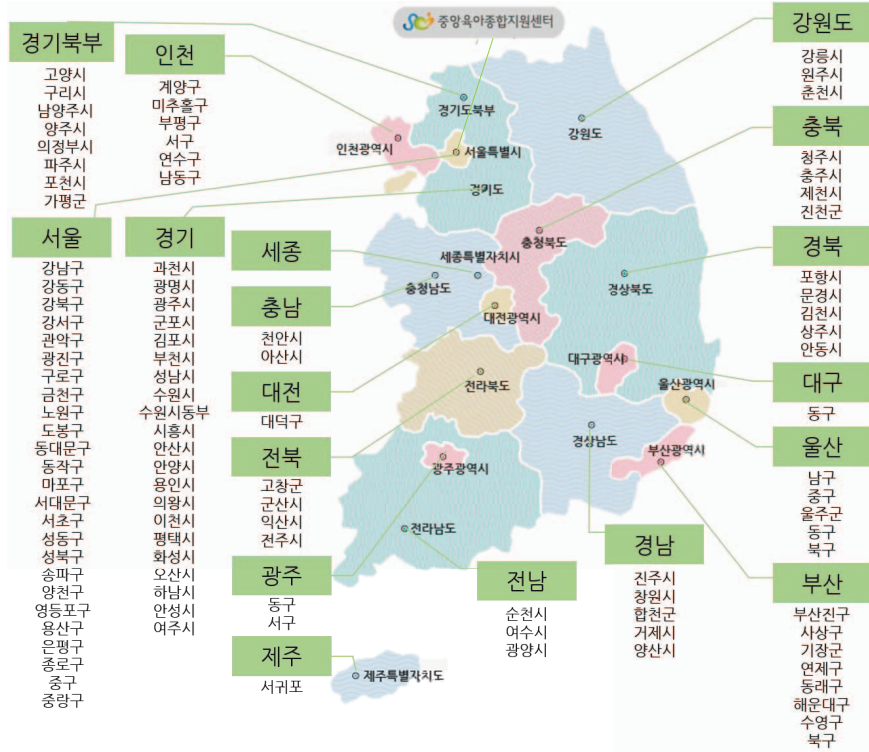 중앙육아종합지원센터
경기북부
고양시
구리시
남양주시
양주시
의정부시
파주시
포천시
가평군
인천
계양구
미추홀구
부평구
서구
연수구
남동구
서울
강남구
강동구
강북구
강서구
관악구
광진구
구로구
금천구
노원구
도봉구
동대문구
동작구
마포구
서대문구
서초구
성동구
성북구
송파구
양천구
영등포구
용산구
은평구
종로구
중구
중랑구
경기
과천시
광명시
광주시
군포시
김포시
부천시
성남시
수원시
수원시동부
시흥시
안산시
안양시
용인시
의왕시
이천시
평택시
화성시
오산시
하남시
안성시
여주시
세종
충남
천안시
아산시
대전
대덕구
전북
고창군
군산시
익산시
전주시
광주
동구
서구
제주
서귀포
경기도북부
인천광역시
서울특별시
경기도
강원도
충청북도
세종특별자치시
충청남도
경상북도
대전광역시
대구광역시
전라북도
울산광역시
경상남도
부산광역시
광주광역시
전라남도
제주특별자치도
전남
순천시
여수시
광양시
경남
진주시
창원시
합천군
거제시
양산시
강원도
강릉시
원주시
춘천시
충북
청주시
충주시
제천시
진천군
경북
포항시
문경시
김천시
상주시
안동시
대구
동구
울산
남구
중구
울주군
동구
북구
부산
부산진구
사상구
기장군
연제구
동래구
해운대구
수영구
북구